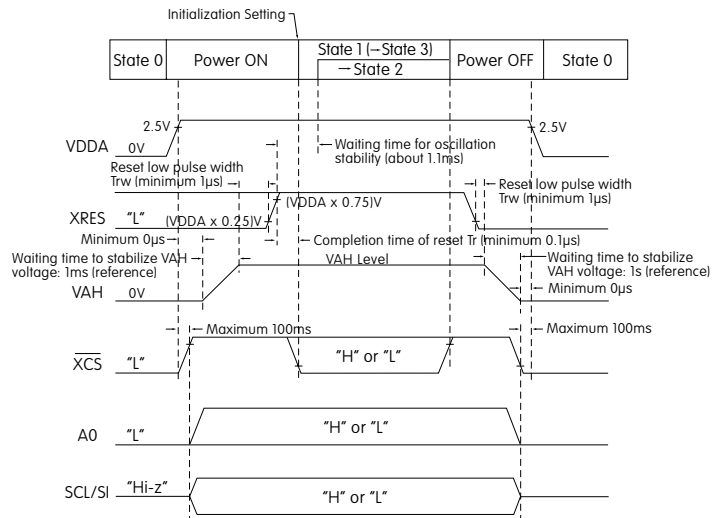 Initialization Setting
State 0
Power ON
State 1 (→State 3)
→ State 2
Power OFF
State 0
2.5V
2.5V
VDDA
0V
Waiting time for oscillation
stability (about 1.1ms)
Reset low pulse width
Trw (minimum 1μs)
Reset low pulse width
Trw (minimum 1μs)
(VDDA x 0.75)V
XRES
"L"
(VDDA x 0.25)V
Minimum 0μs
Completion time of reset Tr (minimum 0.1μs)
Waiting time to stabilize VAH
voltage: 1ms (reference)
VAH Level
Waiting time to stabilize
VAH voltage: 1s (reference)
VAH
0V
Minimum 0μs
Maximum 100ms
Maximum 100ms
XCS
"L"
"H" or "L"
A0
"L"
"H" or "L"
SCL/SI
"Hi-z"
"H" or "L"